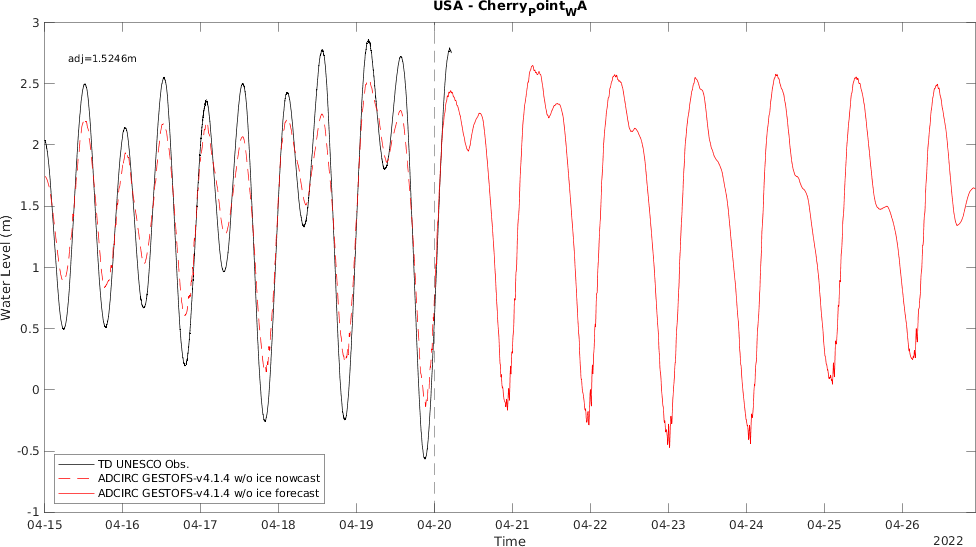 USA - CherryPointWA
3
adj=1.5246m
2.5
2
1.5
1
0.5
0
-0.5
-1
Water Level (m)
TD UNESCO Obs.
ADCIRC GESTOFS-v4.1.4 w/o ice nowcast
ADCIRC GESTOFS-v4.1.4 w/o ice forecast
04-15 04-16 04-17 04-18 04-19 04-20 04-21 04-22 04-23 04-24 04-25 04-26
Time
2022